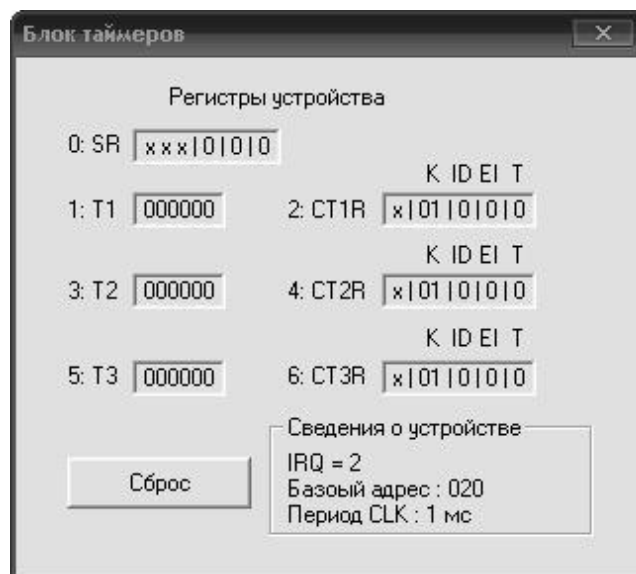 Блок таймеров
Регистры устройства
0: SR x x x | 0 | 0 | 0
K ID EI T
1: T1 000000 2: CT1R x | 01 | 0 | 0 | 0
K ID EI T
3: T2 000000 4: CT2R x | 01 | 0 | 0 | 0
K ID EI T
5: T3 000000 6: CT3R x | 01 | 0 | 0 | 0
Сведения о устройстве
IRQ = 2
Сброс
Базоый адрес : 020
Период CLK : 1 мс